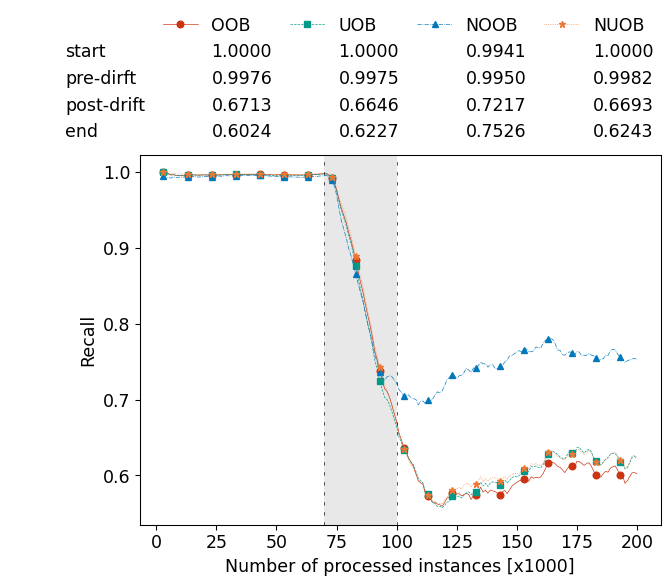 OOB UOB NOOB NUOB
start 1.0000 1.0000 0.9941 1.0000
pre-dirft 0.9976 0.9975 0.9950 0.9982
post-drift 0.6713 0.6646 0.7217 0.6693
end 0.6024 0.6227 0.7526 0.6243
1.0
0.9
0.8
0.7
0.6
Recall
0 25 50 75 100 125 150 175 200
Number of processed instances [x1000]